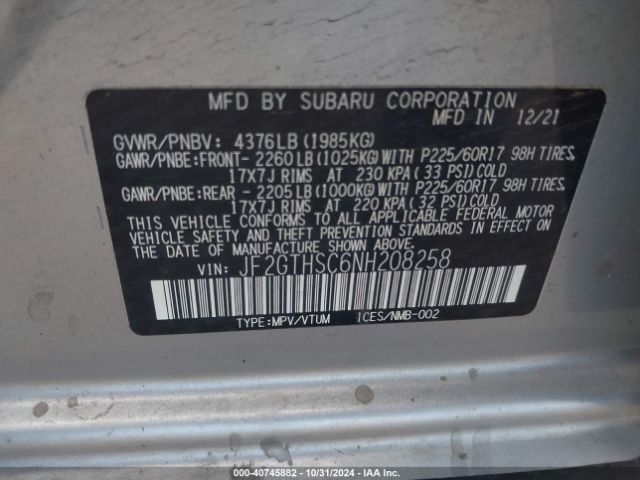 MFD BY SUBARU CORPORATION
MFD IN 12/21
GVWR/PNBV: 4376LB(1985KG)
GAWR/PNBE:FRONT- 2260LB(1025KG)WITH P225/60R17 98H TIRES,
17X7J RIMS AT 230 KPA( 33 PSI)COLD
GAWR/PNBE:REAR - 2205LB(1000KG)WITH P225/60R17 98H TIRES,
17X7J RIMS AT 220 KPA( 32 PSI)COLD
THIS VEHICLE CONFORMS TO ALL APPLICABLE FEDERAL MOTOR
VEHICLE SAFETY AND THEFT PREVENTION STANDARDS IN EFFECT ON
THE DATE OF MANUFACTURE SHOWN ABOVE.
VIN: JF2GTHSC6NH208258
TYPE:MPV/VTUM ICES/NMB-002
000-40745882 - 10/31/2024 - IAA Inc.